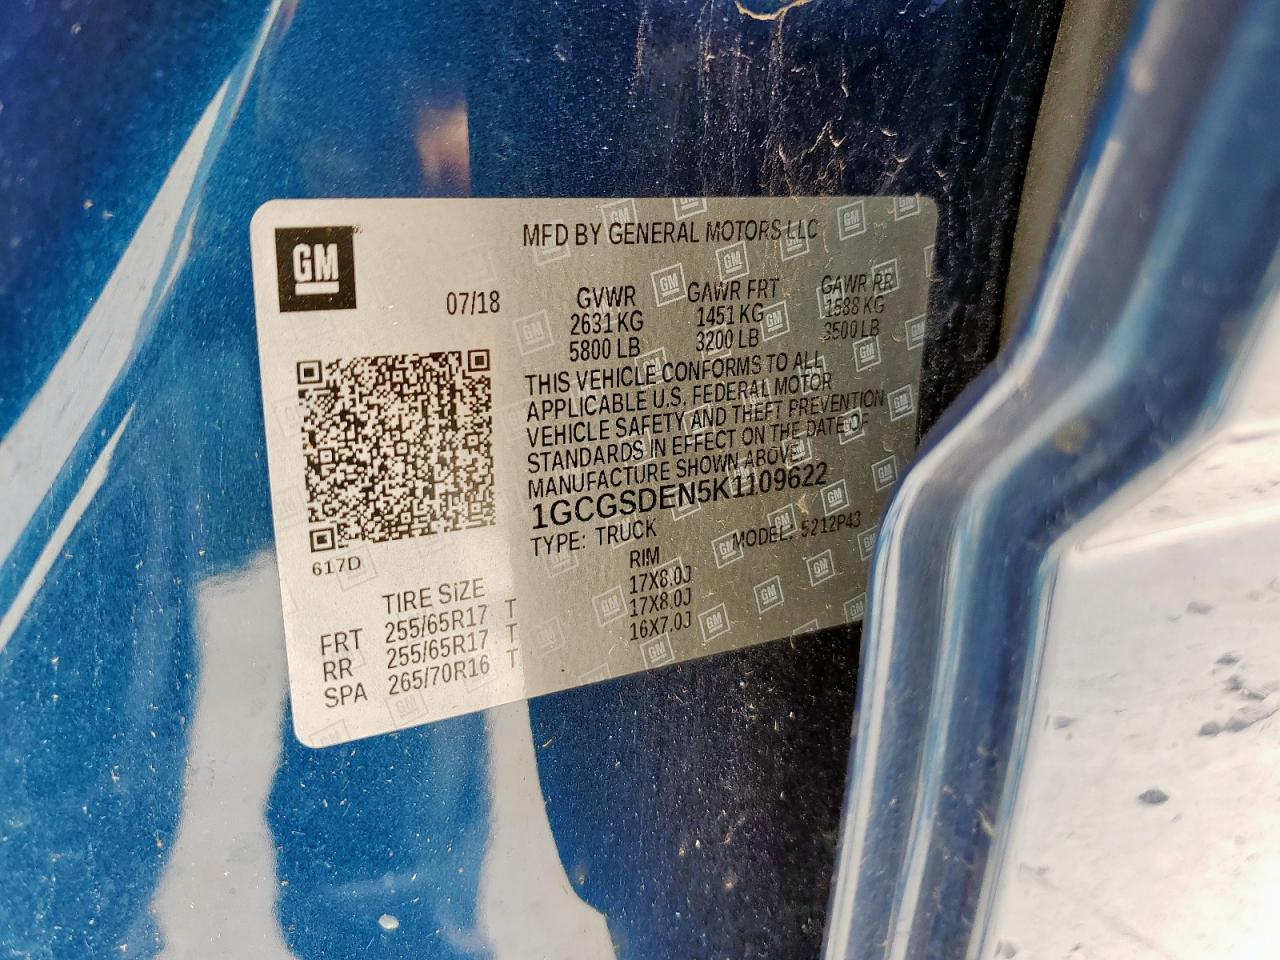 GM
MFD BY GENERAL MOTORS LLC
07/18
GVWR GAWR FRT GAWR RR
2631 KG 1451 KG 1588 KG
5800 LB 3200 LB 3500 LB
THIS VEHICLE CONFORMS TO ALL
APPLICABLE U.S. FEDERAL MOTOR
VEHICLE SAFETY AND THEFT PREVENTION
STANDARDS IN EFFECT ON THE DATE OF
MANUFACTURE SHOWN ABOVE
1GCGSDEN5K1109622
TYPE: TRUCK MODEL: 5212P43
617D
TIRE SIZE RIM
FRT 255/65R17 T 17X8.0J
RR 255/65R17 T 17X8.0J
SPA 265/70R16 T 16X7.0J